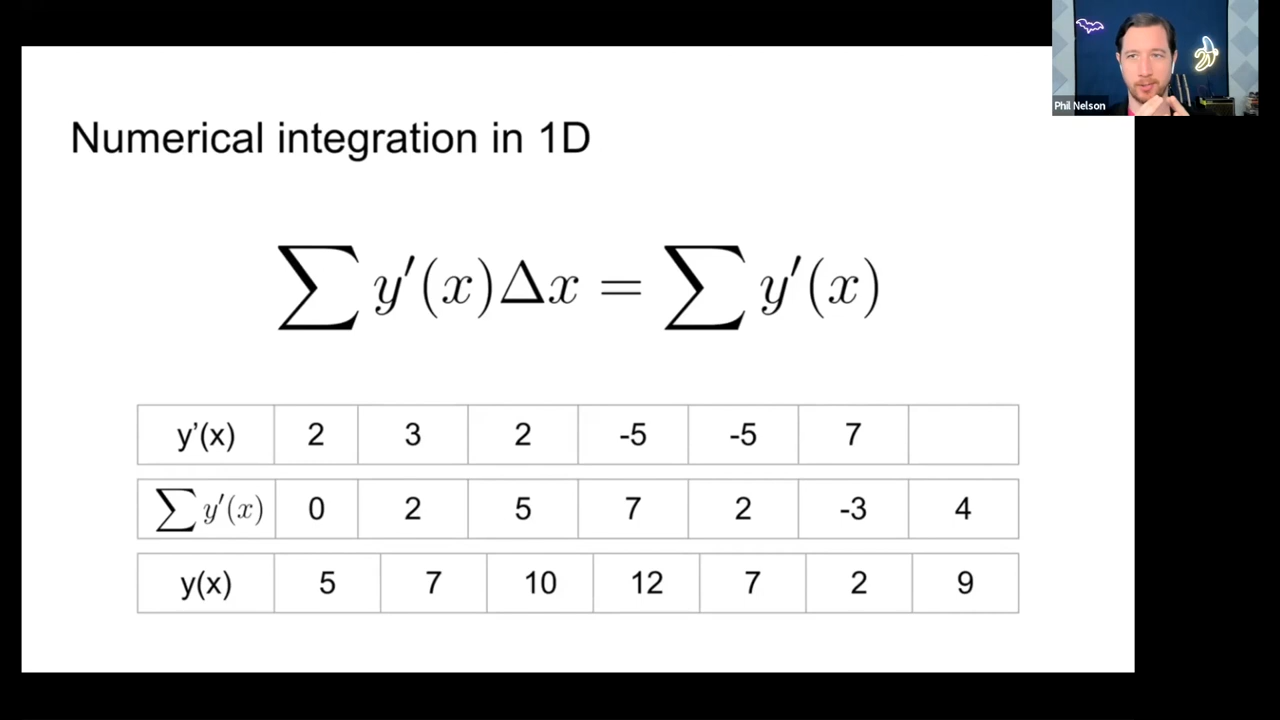 Phil Nelson
Numerical integration in 1D
∑ y′(x)Δx = ∑ y′(x)
y'(x) 2 3 2 -5 -5 7
∑ y′(x) 0 2 5 7 2 -3 4
y(x) 5 7 10 12 7 2 9